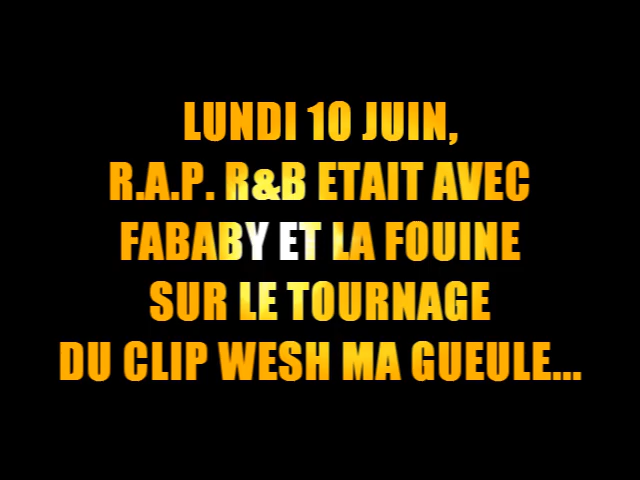 LUNDI 10 JUIN,
R.A.P. R&B ETAIT AVEC
FABABY ET LA FOUINE
SUR LE TOURNAGE
DU CLIP WESH MA GUEULE...